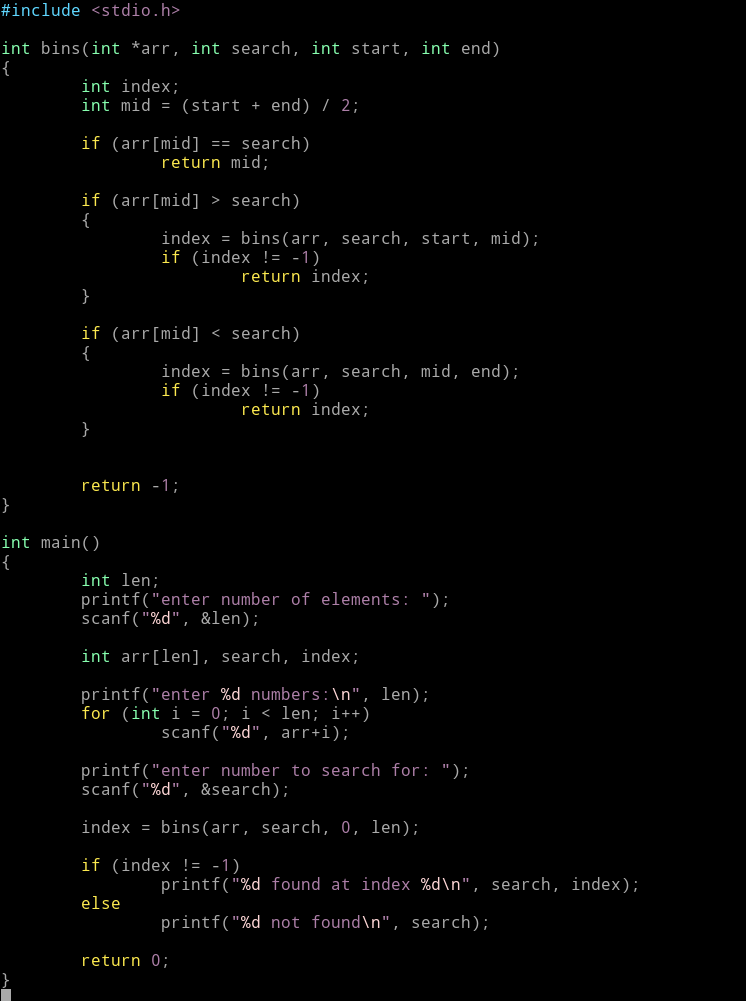 #include <stdio.h>

int bins(int *arr, int search, int start, int end)
{
        int index;
        int mid = (start + end) / 2;

        if (arr[mid] == search)
                return mid;

        if (arr[mid] > search)
        {
                index = bins(arr, search, start, mid);
                if (index != -1)
                        return index;
        }

        if (arr[mid] < search)
        {
                index = bins(arr, search, mid, end);
                if (index != -1)
                        return index;
        }


        return -1;
}

int main()
{
        int len;
        printf("enter number of elements: ");
        scanf("%d", &len);

        int arr[len], search, index;

        printf("enter %d numbers:\n", len);
        for (int i = 0; i < len; i++)
                scanf("%d", arr+i);

        printf("enter number to search for: ");
        scanf("%d", &search);

        index = bins(arr, search, 0, len);

        if (index != -1)
                printf("%d found at index %d\n", search, index);
        else
                printf("%d not found\n", search);

        return 0;
}